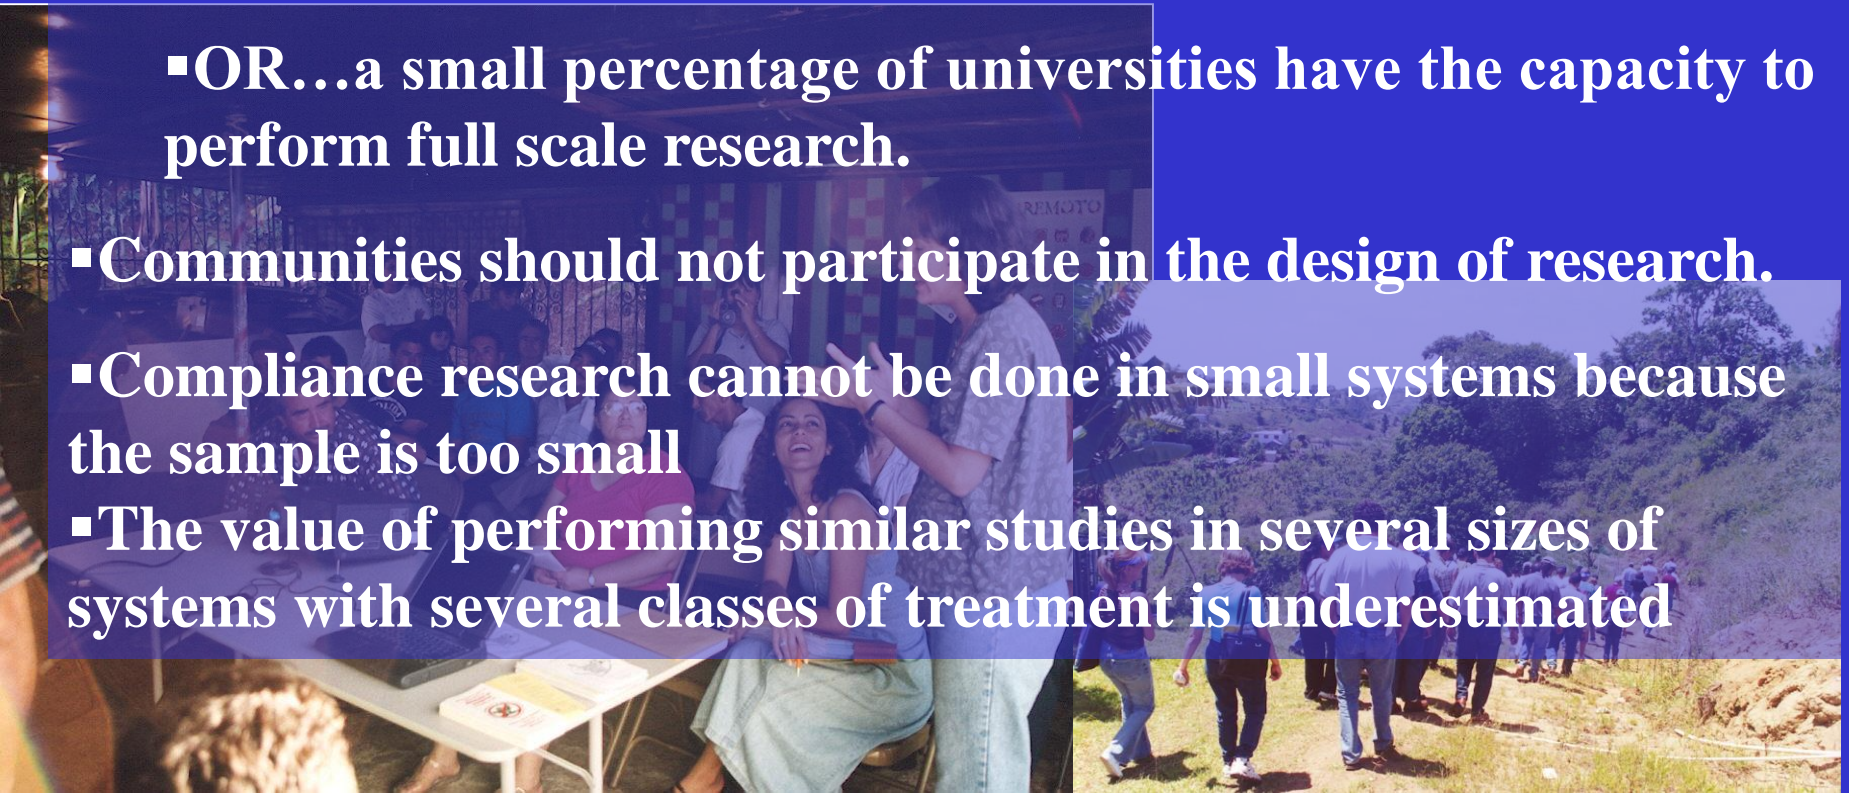 ▪OR…a small percentage of universities have the capacity to
perform full scale research.
REMOTO
▪Communities should not participate in the design of research.
▪Compliance research cannot be done in small systems because
the sample is too small
▪The value of performing similar studies in several sizes of
systems with several classes of treatment is underestimated